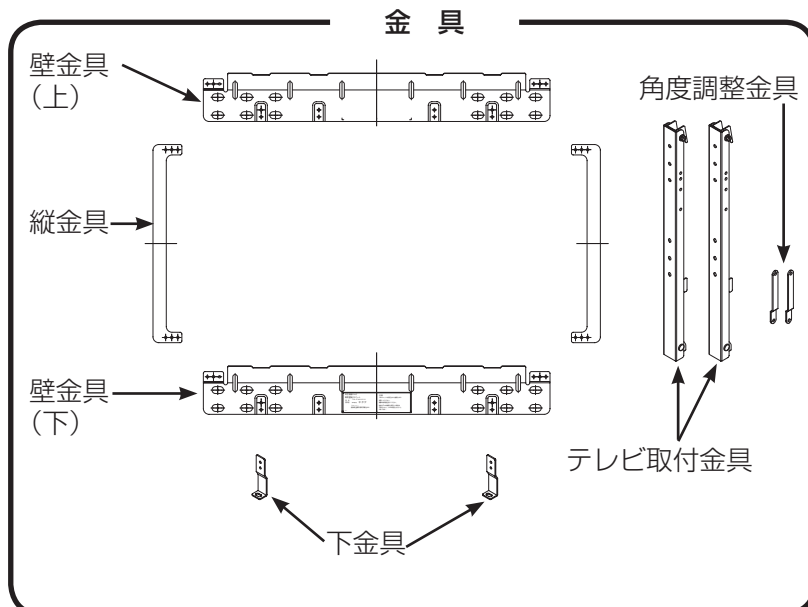 金 具
壁金具
（上）
角度調整金具
縦金具
壁金具
（下）
テレビ取付金具
下金具